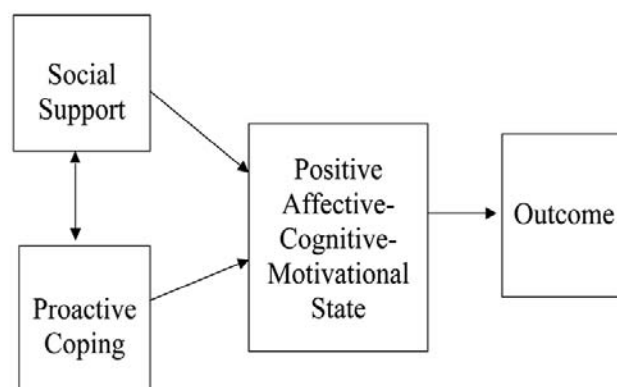 Social
Support
Proactive
Coping
Positive
Affective-
Cognitive-
Motivational
State
Outcome